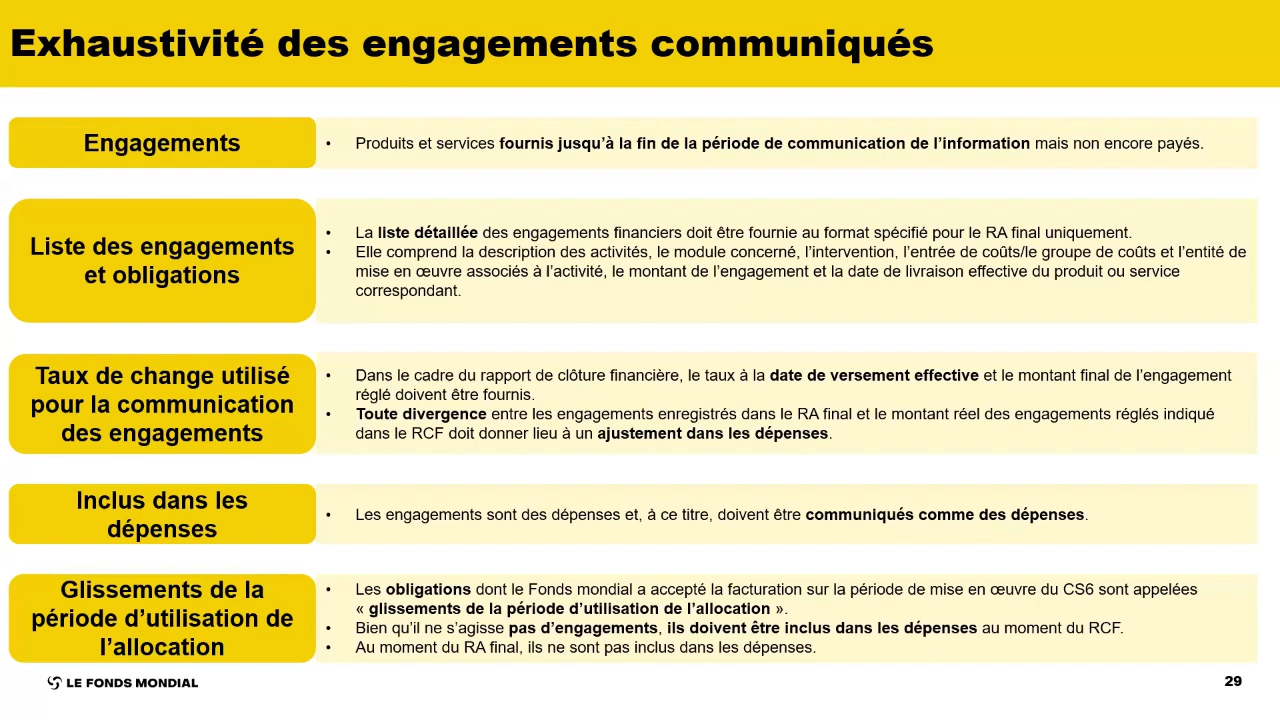 Exhaustivité des engagements communiqués
Engagements
• Produits et services fournis jusqu’à la fin de la période de communication de l’information mais non encore payés.
Liste des engagements
et obligations
• La liste détaillée des engagements financiers doit être fournie au format spécifié pour le RA final uniquement.
• Elle comprend la description des activités, le module concerné, l’intervention, l’entrée de coûts/le groupe de coûts et l’entité de
mise en œuvre associés à l’activité, le montant de l’engagement et la date de livraison effective du produit ou service
correspondant.
Taux de change utilisé
pour la communication
des engagements
• Dans le cadre du rapport de clôture financière, le taux à la date de versement effective et le montant final de l’engagement
réglé doivent être fournis.
• Toute divergence entre les engagements enregistrés dans le RA final et le montant réel des engagements réglés indiqué
dans le RCF doit donner lieu à un ajustement dans les dépenses.
Inclus dans les
dépenses
• Les engagements sont des dépenses et, à ce titre, doivent être communiqués comme des dépenses.
Glissements de la
période d’utilisation de
l’allocation
• Les obligations dont le Fonds mondial a accepté la facturation sur la période de mise en œuvre du CS6 sont appelées
« glissements de la période d’utilisation de l’allocation ».
• Bien qu’il ne s’agisse pas d’engagements, ils doivent être inclus dans les dépenses au moment du RCF.
• Au moment du RA final, ils ne sont pas inclus dans les dépenses.
LE FONDS MONDIAL
29